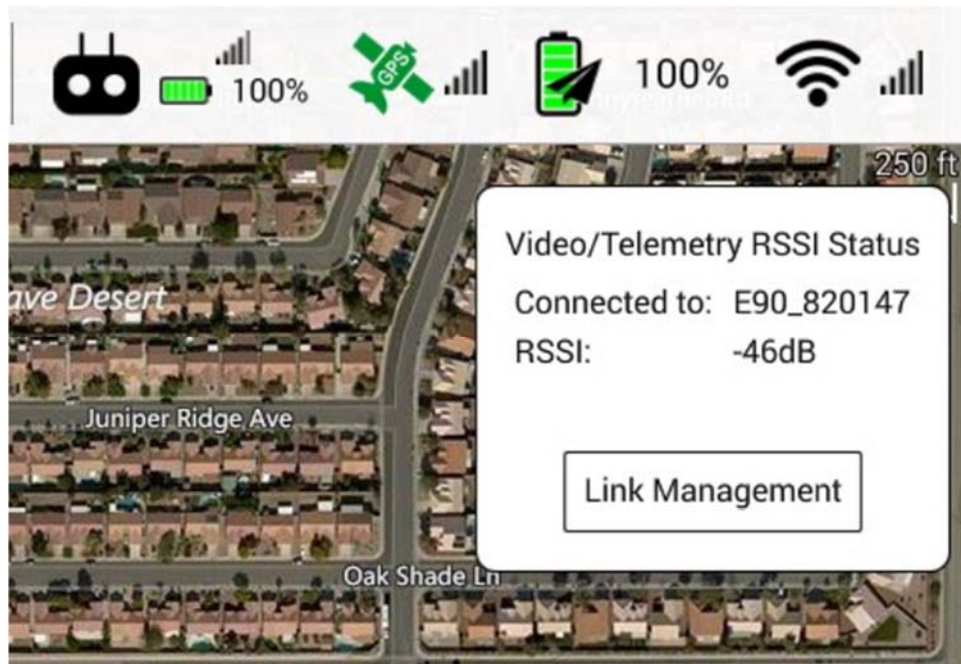 100%
GPS
100%
250 ft
Video/Telemetry RSSI Status
Connected to: E90_820147
RSSI: -46dB
Link Management
ave Desert
Juniper Ridge Ave
Oak Shade Ln